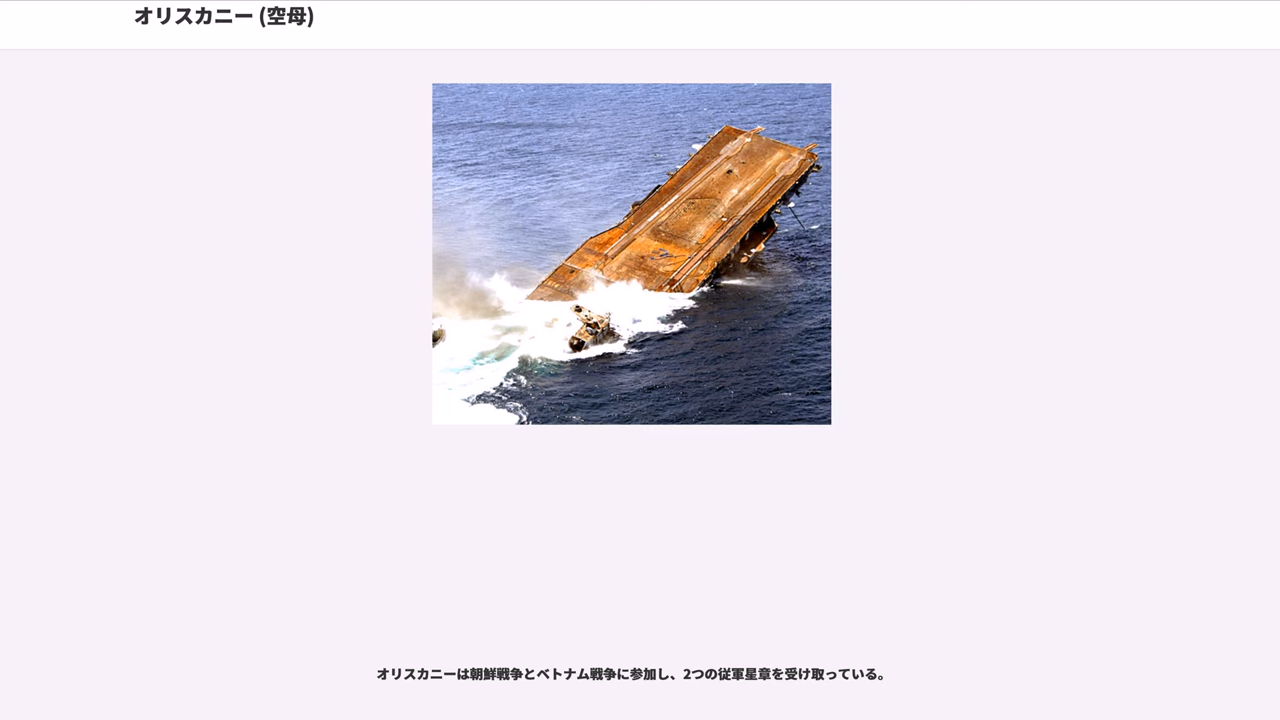 オリスカニー (空母)
オリスカニーは朝鮮戦争とベトナム戦争に参加し、2つの従軍星章を受け取っている。